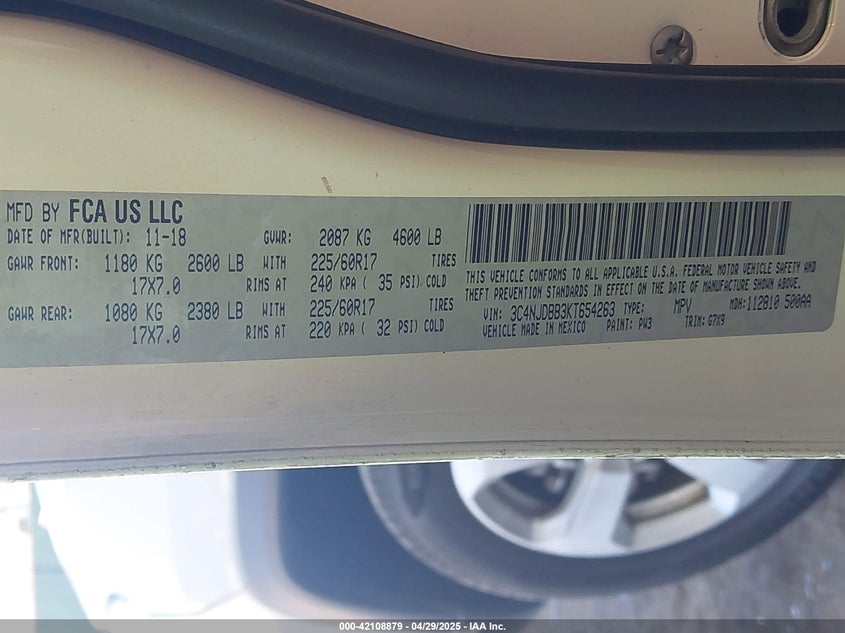 MFD BY FCA US LLC
DATE OF MFR(BUILT): 11-18 GVWR: 2087 KG 4600 LB
GAWR FRONT: 1180 KG 2600 LB WITH 225/60R17 TIRES
17X7.0 RIMS AT 240 KPA ( 35 PSI) COLD
GAWR REAR: 1080 KG 2380 LB WITH 225/60R17 TIRES
17X7.0 RIMS AT 220 KPA ( 32 PSI) COLD
THIS VEHICLE CONFORMS TO ALL APPLICABLE U.S.A. FEDERAL MOTOR VEHICLE SAFETY AND
THEFT PREVENTION STANDARDS IN EFFECT ON THE DATE OF MANUFACTURE SHOWN ABOVE.
VIN: 3C4NJDBB3KT654263 TYPE: MPV MDH: 112810 500AA
VEHICLE MADE IN MEXICO PAINT: PW3 TRIM: G7X9
000-42108879 - 04/29/2025 - IAA Inc.